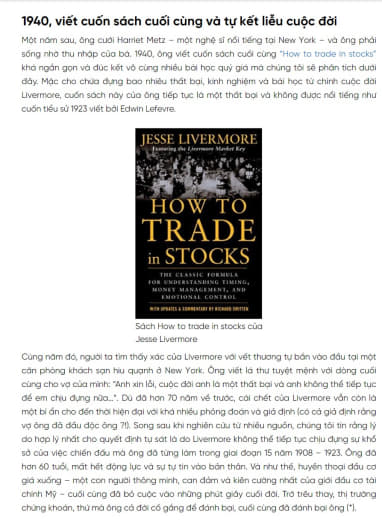 1940, viết cuốn sách cuối cùng và tự kết liễu cuộc đời
Một năm sau, ông cưới Harriet Metz – một nghệ sĩ nổi tiếng tại New York – và ông phải
sống nhờ thu nhập của bà. 1940, ông viết cuốn sách cuối cùng “How to trade in stocks”
khá ngắn gọn và đúc kết vô cùng nhiều bài học quý giá mà chúng tôi sẽ phân tích dưới
đây. Mặc cho chứa đựng bao nhiêu thất bại, kinh nghiệm và bài học từ chính cuộc đời
Livermore, cuốn sách này của ông tiếp tục là một thất bại và không được nổi tiếng như
cuốn tiểu sử 1923 viết bởi Edwin Lefevre.
JESSE LIVERMORE
Featuring the Livermore Market Key
HOW TO
TRADE
in STOCKS
THE CLASSIC FORMULA
FOR UNDERSTANDING TIMING,
MONEY MANAGEMENT, AND
EMOTIONAL CONTROL
WITH UPDATES & COMMENTARY BY RICHARD SMITTEN
Sách How to trade in stocks của
Jesse Livermore
Cùng năm đó, người ta tìm thấy xác của Livermore với vết thương tự bắn vào đầu tại một
căn phòng khách sạn hiu quạnh ở New York. Ông viết lá thư tuyệt mệnh với dòng cuối
cùng cho vợ của mình: “Anh xin lỗi, cuộc đời anh là một thất bại và anh không thể tiếp tục
để em chịu đựng nữa...”. Dù đã hơn 70 năm về trước, cái chết của Livermore vẫn còn là
một bí ẩn cho đến thời hiện đại với khá nhiều phỏng đoán và giả định (có cả giả định rằng
vợ ông đã đầu độc ông ?!). Song sau khi nghiên cứu từ nhiều nguồn, chúng tôi tin rằng lý
do hợp lý nhất cho quyết định tự sát là do Livermore không thể tiếp tục chịu đựng sự khổ
sở của việc chiến đấu mà ông đã từng làm trong giai đoạn 15 năm 1908 – 1923. Ông đã
hơn 60 tuổi, mất hết động lực và sự tự tin vào bản thân. Và như thế, huyền thoại đầu cơ
giá xuống – một con người thông minh, can đảm và kiên cường nhất của giới đầu cơ tài
chính Mỹ – cuối cùng đã bỏ cuộc vào những phút giây cuối đời. Trớ trêu thay, thị trường
chứng khoán, thứ mà ông cả đời cố gắng để đánh bại, cuối cùng đã đánh bại ông (*).